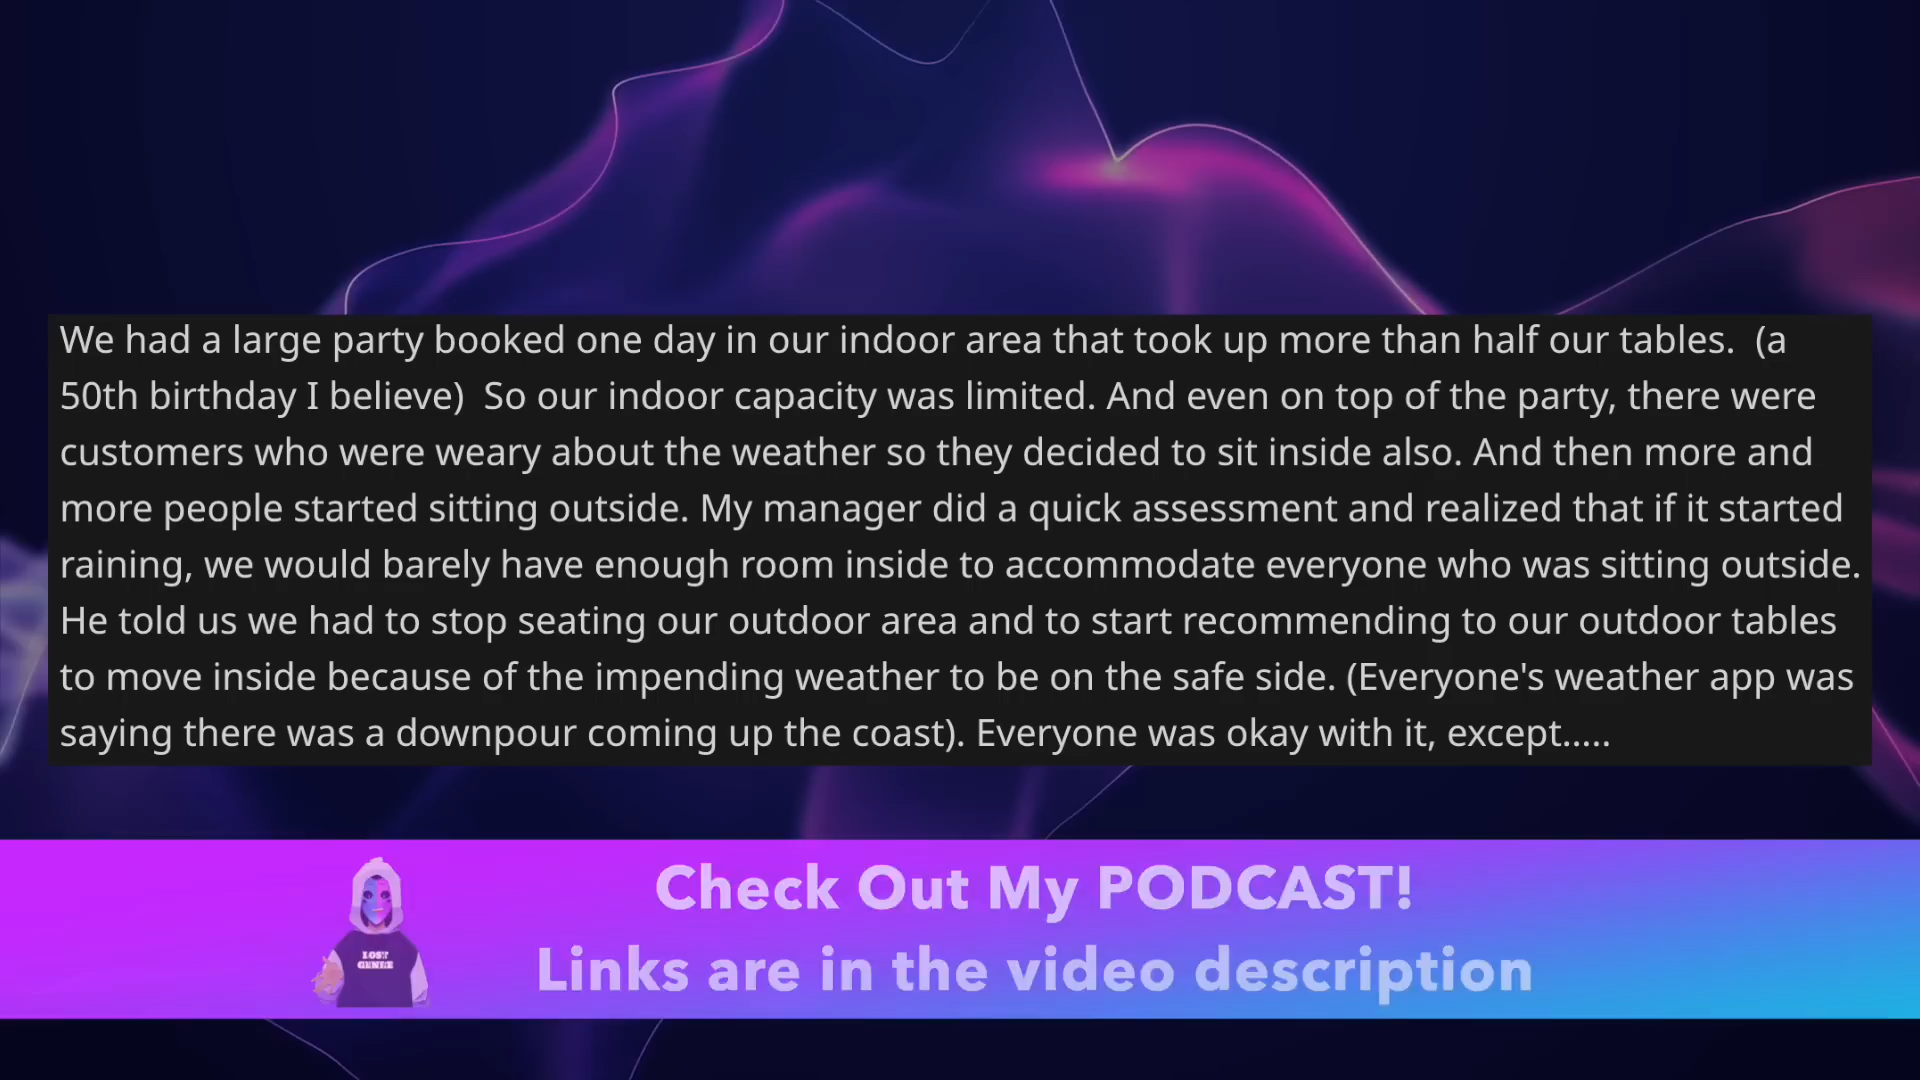 We had a large party booked one day in our indoor area that took up more than half our tables.  (a
50th birthday I believe)  So our indoor capacity was limited. And even on top of the party, there were
customers who were weary about the weather so they decided to sit inside also. And then more and
more people started sitting outside. My manager did a quick assessment and realized that if it started
raining, we would barely have enough room inside to accommodate everyone who was sitting outside.
He told us we had to stop seating our outdoor area and to start recommending to our outdoor tables
to move inside because of the impending weather to be on the safe side. (Everyone's weather app was
saying there was a downpour coming up the coast). Everyone was okay with it, except.....
Check Out My PODCAST!
Links are in the video description
LOST
GENRE